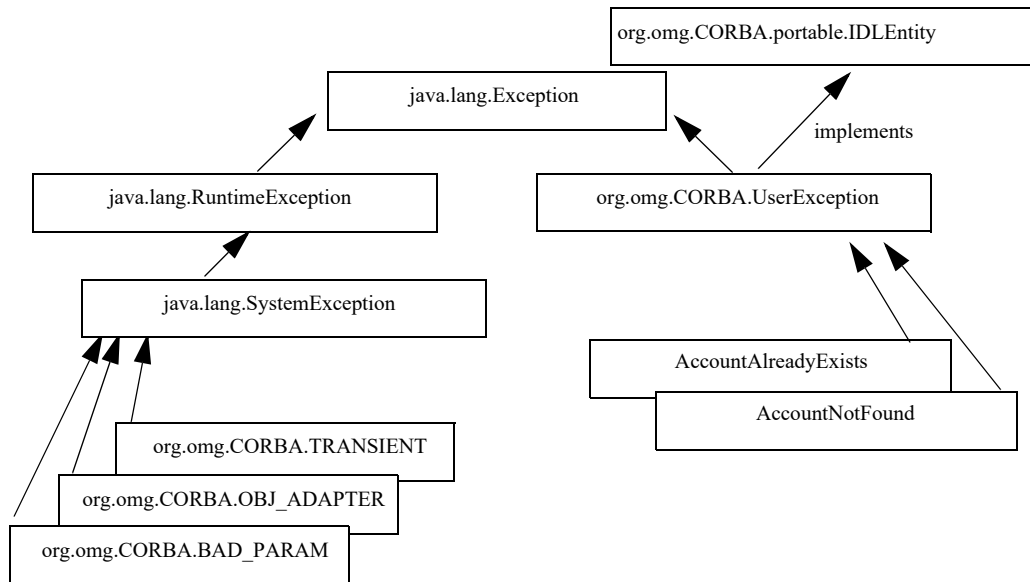 org.omg.CORBA.portable.IDLEntity
java.lang.Exception
implements
java.lang.RuntimeException
org.omg.CORBA.UserException
java.lang.SystemException
AccountAlreadyExists
AccountNotFound
org.omg.CORBA.TRANSIENT
org.omg.CORBA.OBJ_ADAPTER
org.omg.CORBA.BAD_PARAM